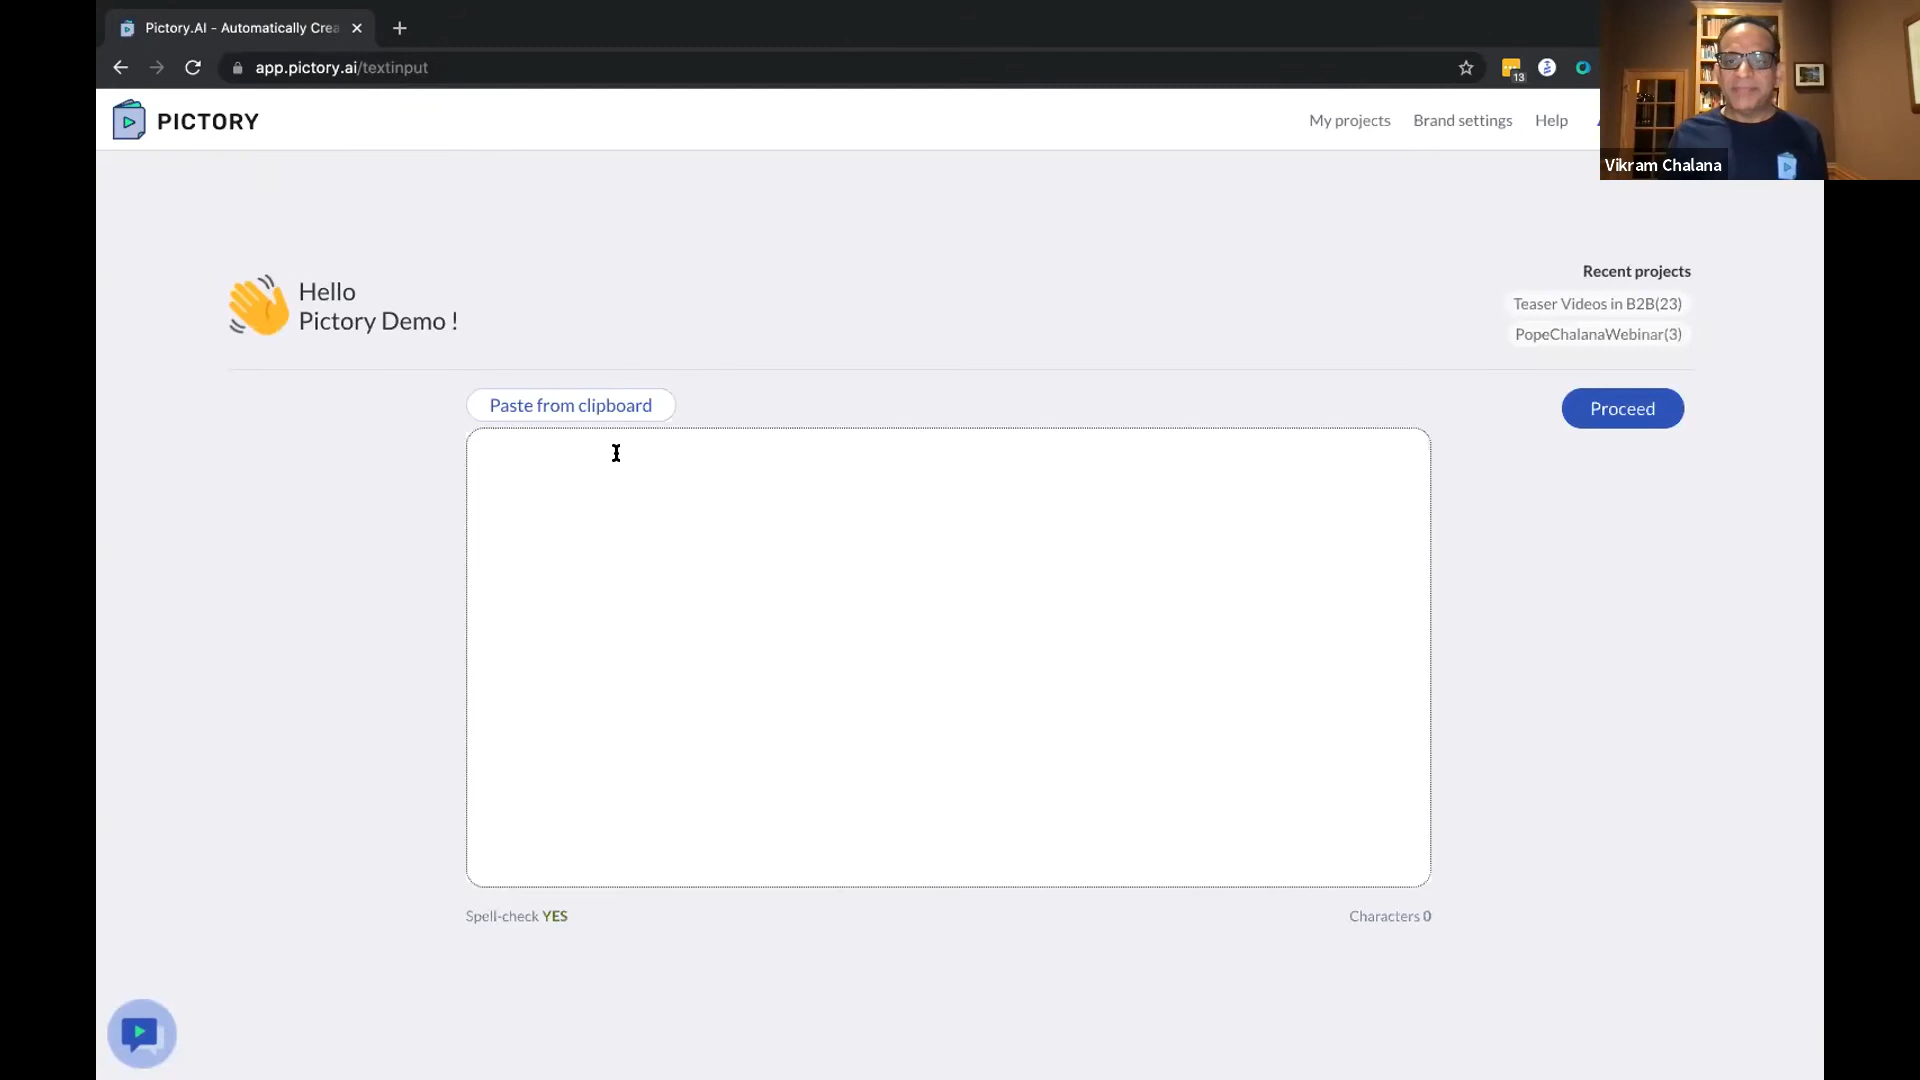 Pictory.AI - Automatically Crea
app.pictory.ai/textinput
13
PICTORY
My projects
Brand settings
Help
Vikram Chalana
Hello
Pictory Demo !
Recent projects
Teaser Videos in B2B(23)
PopeChalanaWebinar(3)
Paste from clipboard
Proceed
Spell-check YES
Characters 0